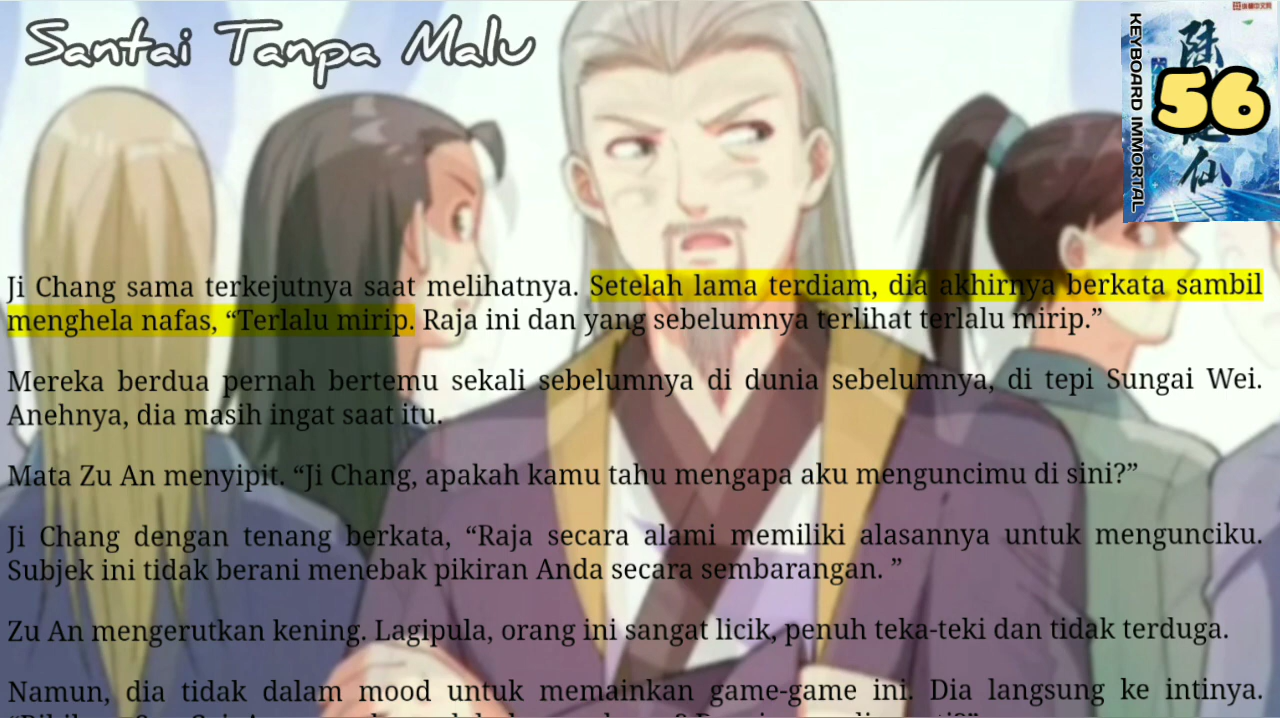 Santai Tanpa Malu
KEYBOARD IMMORTAL
56
仙
Ji Chang sama terkejutnya saat melihatnya. Setelah lama terdiam, dia akhirnya berkata sambil
menghela nafas, “Terlalu mirip. Raja ini dan yang sebelumnya terlihat terlalu mirip.”
Mereka berdua pernah bertemu sekali sebelumnya di dunia sebelumnya, di tepi Sungai Wei.
Anehnya, dia masih ingat saat itu.
Mata Zu An menyipit. “Ji Chang, apakah kamu tahu mengapa aku menguncimu di sini?”
Ji Chang dengan tenang berkata, “Raja secara alami memiliki alasannya untuk mengunciku.
Subjek ini tidak berani menebak pikiran Anda secara sembarangan. ”
Zu An mengerutkan kening. Lagipula, orang ini sangat licik, penuh teka-teki dan tidak terduga.
Namun, dia tidak dalam mood untuk memainkan game-game ini. Dia langsung ke intinya.